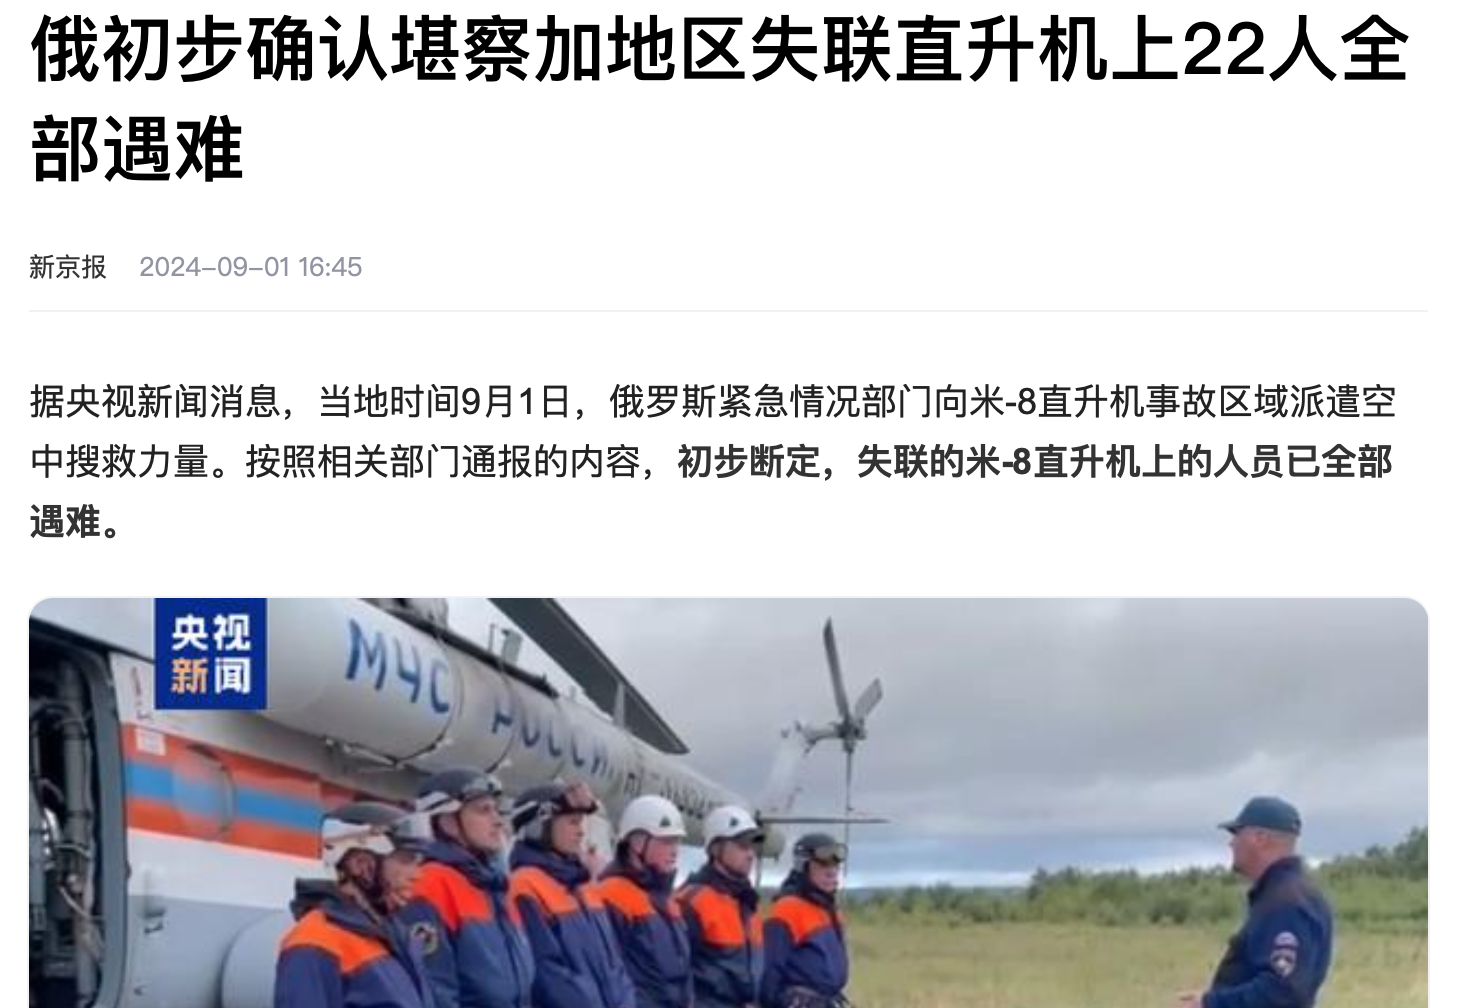 俄初步确认堪察加地区失联直升机上22人全
部遇难
新京报 2024-09-01 16:45
据央视新闻消息，当地时间9月1日，俄罗斯紧急情况部门向米-8直升机事故区域派遣空
中搜救力量。按照相关部门通报的内容，初步断定，失联的米-8直升机上的人员已全部
遇难。
央视
新闻
МЧС РОССИИ